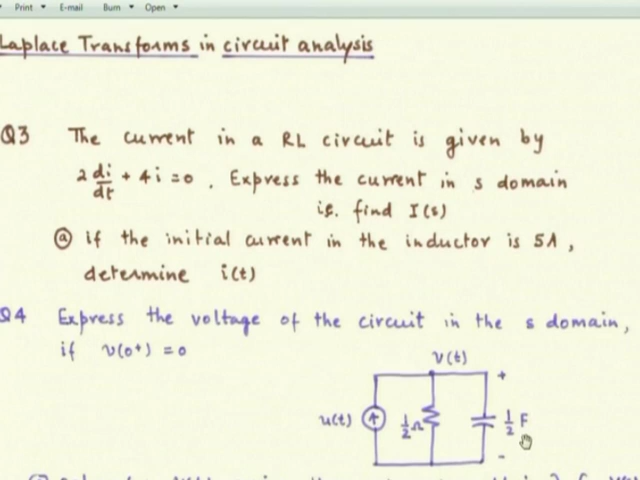 Print E-mail Burn Open
Laplace Transforms in circuit analysis
Q3 The current in a RL circuit is given by
2 di/dt + 4i = 0 . Express the current in s domain
i.e. find I(s)
ⓐ if the initial current in the inductor is 5A ,
determine i(t)
Q4 Express the voltage of the circuit in the s domain,
if v(0+) = 0
v(t)
+
u(t) 1/2 Ω 1/2 F
-